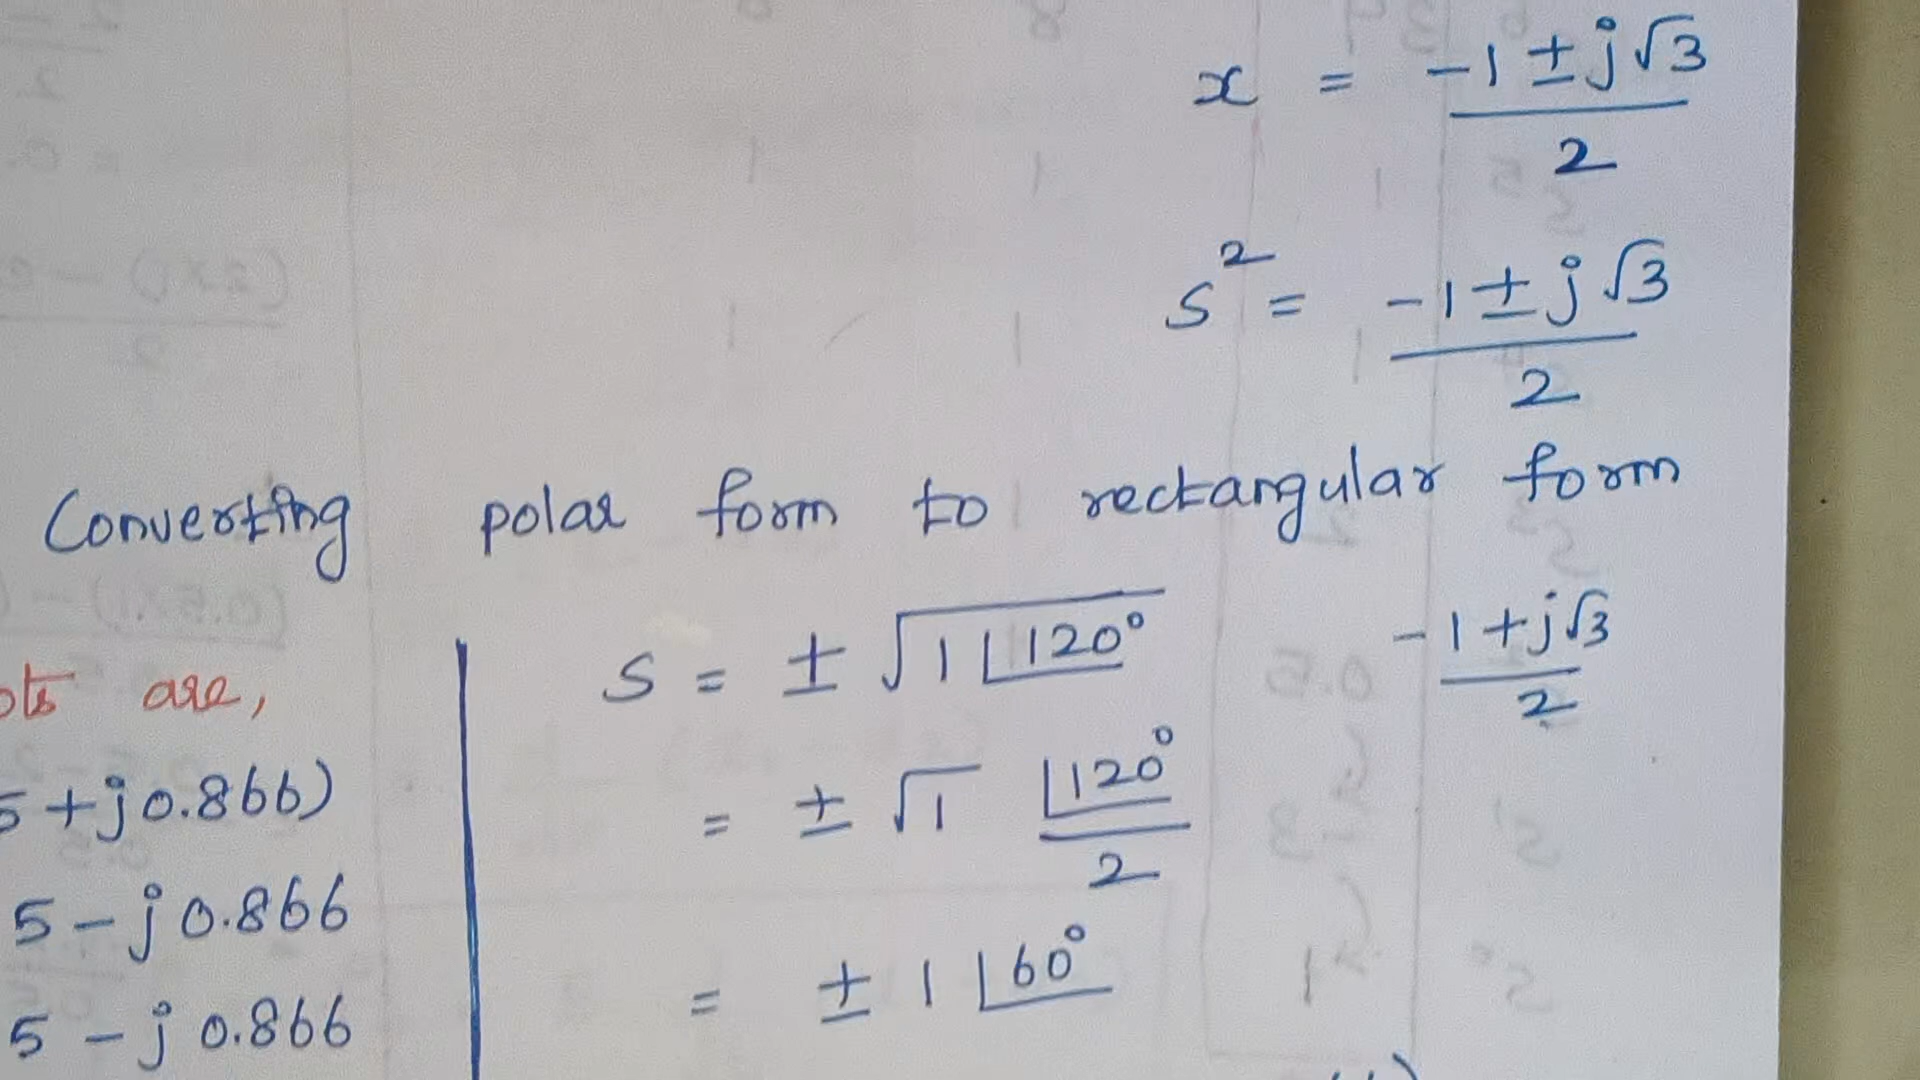 x = -1 ± j√3 / 2
s² = -1 ± j√3 / 2
Converting polar form to rectangular form
s = ± √1∠120° -1 + j√3 / 2
= ± √1 ∠120° / 2
= ± 1 ∠60°
are,
5 + j0.866)
5 - j0.866
5 - j0.866